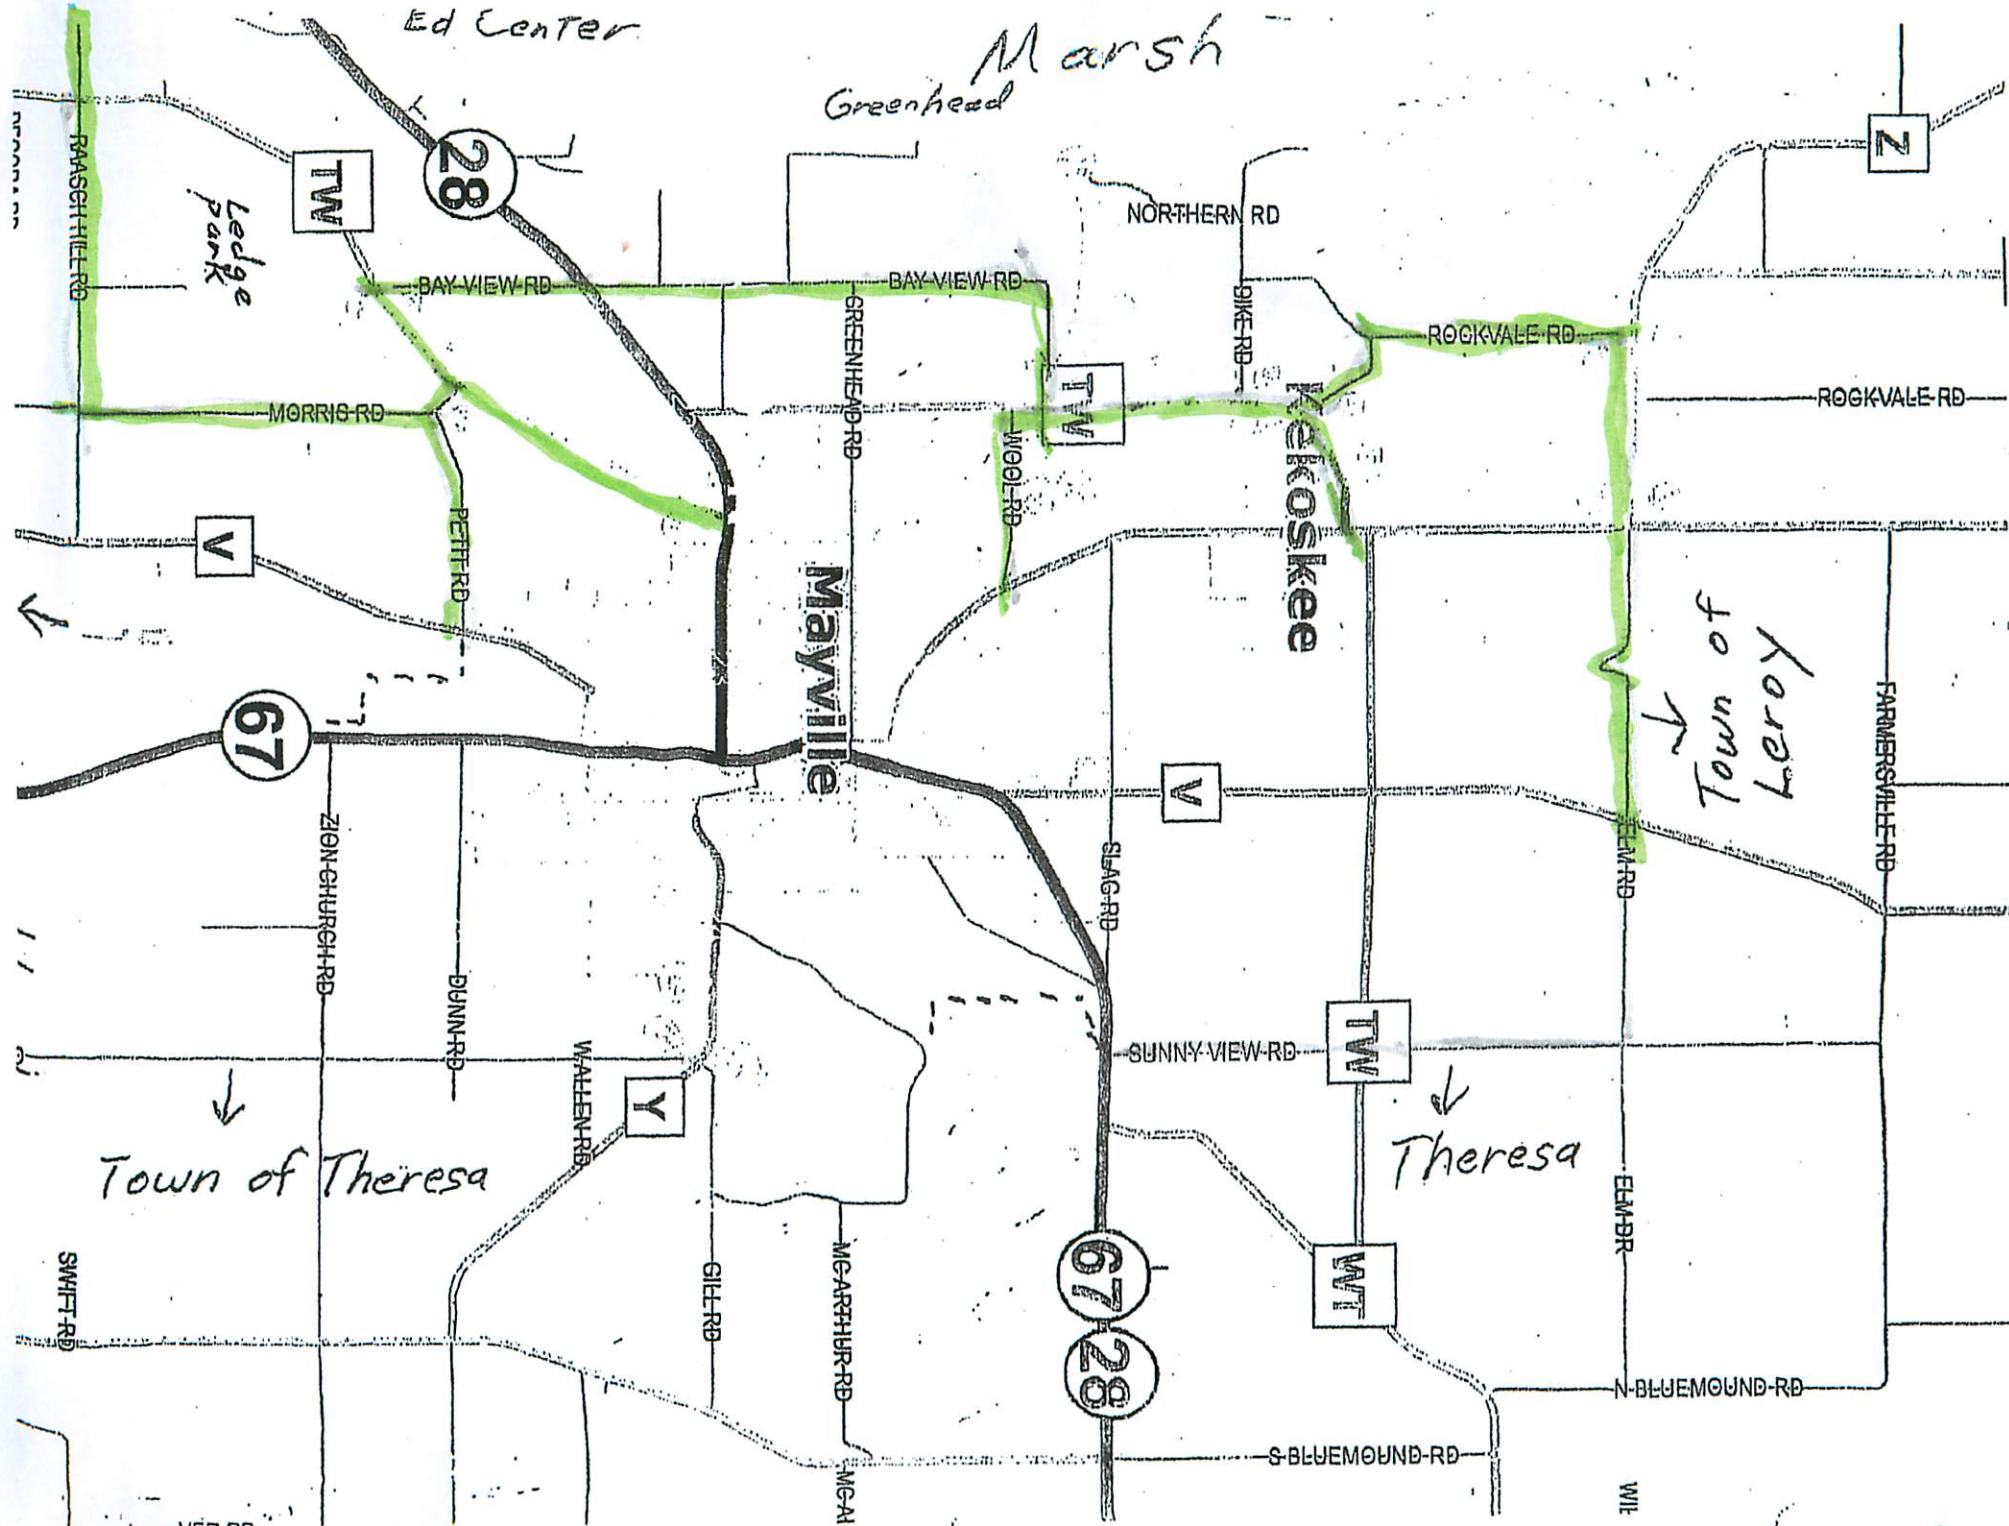 Ed Center
Marsh
Greenhead
28
Z
TW
RAASCH HILL RD
Ledge
Park
NORTHERN RD
BAY VIEW RD
BAY VIEW RD
GREENHEAD RD
DIKE RD
ROCKVALE RD
ROCKVALE RD
TW
MORRIS RD
WOOL RD
Kekoskee
V
PETIT RD
Mayville
Town of
Leroy
67
V
FARMERSVILLE RD
ZION CHURCH RD
SLAG RD
ELM RD
DUNN RD
WALLEN RD
SUNNY VIEW RD
TW
Y
Town of Theresa
Theresa
ELM DR
SWIFT RD
GILL RD
MCARTHUR RD
67
28
WT
N BLUEMOUND RD
S BLUEMOUND RD